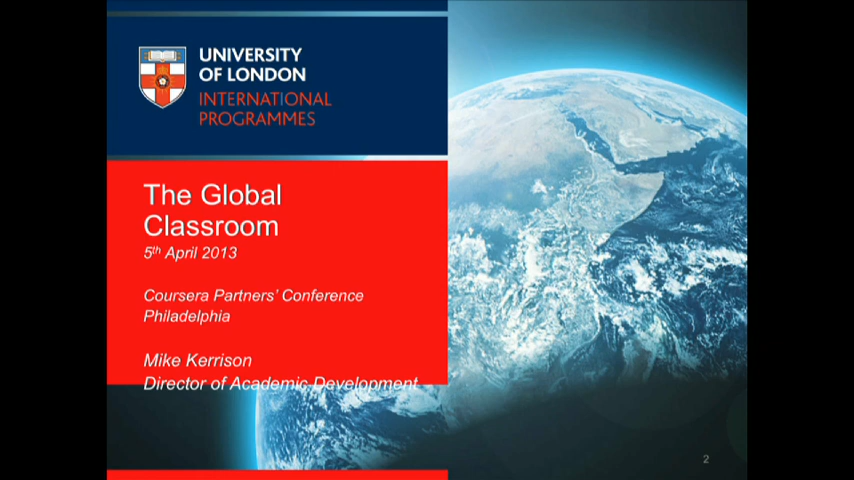 UNIVERSITY
OF LONDON
INTERNATIONAL
PROGRAMMES
The Global
Classroom
5th April 2013
Coursera Partners' Conference
Philadelphia
Mike Kerrison
Director of Academic Development
2